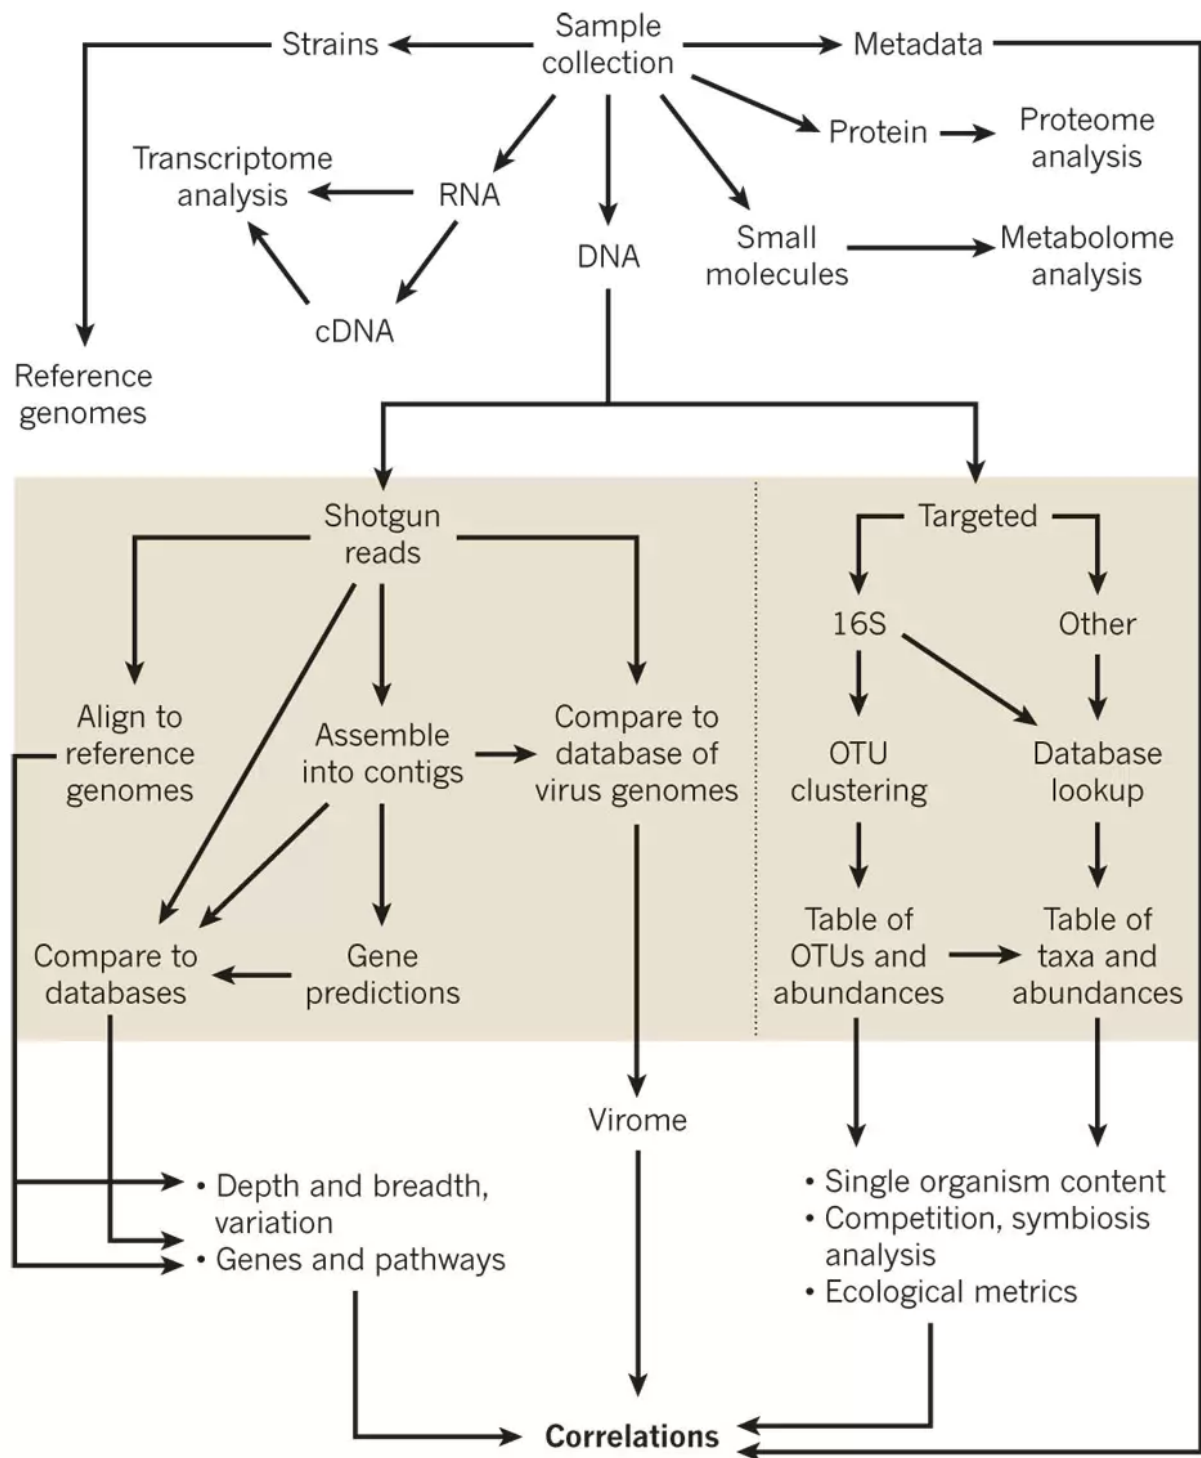 Sample
collection
Strains
Metadata
Protein
Proteome
analysis
Transcriptome
analysis
RNA
DNA
Small
molecules
Metabolome
analysis
cDNA
Reference
genomes
Shotgun
reads
Targeted
16S
Other
Align to
reference
genomes
Assemble
into contigs
Compare to
database of
virus genomes
OTU
clustering
Database
lookup
Compare to
databases
Gene
predictions
Table of
OTUs and
abundances
Table of
taxa and
abundances
Virome
• Depth and breadth,
variation
• Genes and pathways
• Single organism content
• Competition, symbiosis
analysis
• Ecological metrics
Correlations